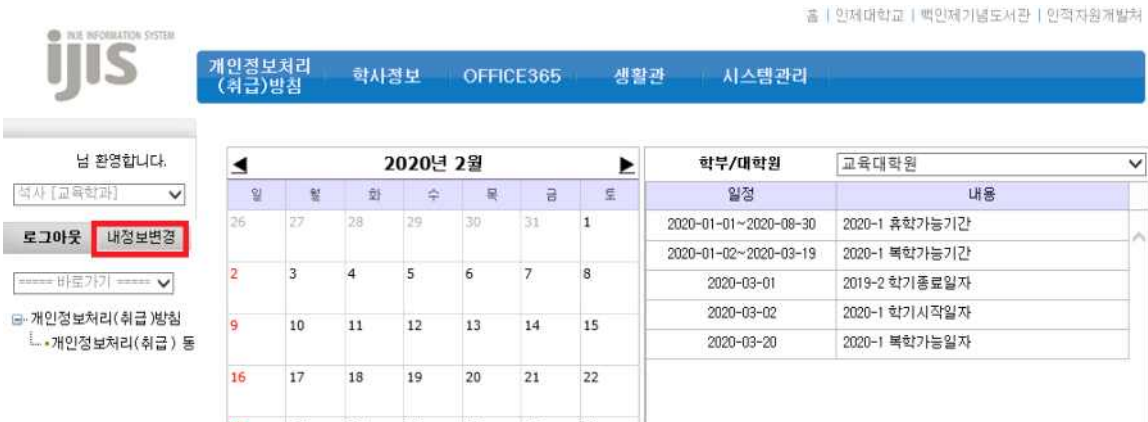 홈 | 인제대학교 | 백인제기념도서관 | 인적자원개발처
INJE INFORMATION SYSTEM
ijis
개인정보처리
(취급)방침
학사정보
OFFICE365
생활관
시스템관리
님 환영합니다.
석사 [교육학과]
로그아웃 내정보변경
===== 바로가기 =====
개인정보처리(취급)방침
개인정보처리(취급) 동
2020년 2월
일 월 화 수 목 금 토
26 27 28 29 30 31 1
2 3 4 5 6 7 8
9 10 11 12 13 14 15
16 17 18 19 20 21 22
학부/대학원 교육대학원
일정 내용
2020-01-01~2020-08-30 2020-1 휴학가능기간
2020-01-02~2020-03-19 2020-1 복학가능기간
2020-03-01 2019-2 학기종료일자
2020-03-02 2020-1 학기시작일자
2020-03-20 2020-1 복학가능일자